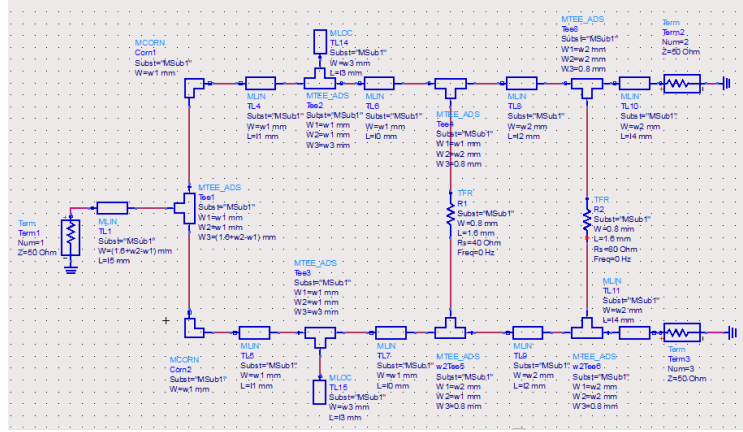 MTEE_ADS
Tee8
Subst="MSub1"
W1=w2 mm
W2=w2 mm
W3=0.8 mm
Term
Term2
Num=2
Z=50 Ohm
MCORN
Corn1
Subst="MSub1"
W=w1 mm
MLOC
TL14
Subst="MSub1"
W=w3 mm
L=l3 mm
MLIN
TL4
Subst="MSub1"
W=w1 mm
L=l1 mm
MTEE_ADS
Tee2
Subst="MSub1"
W1=w1 mm
W2=w1 mm
W3=w3 mm
MLIN
TL6
Subst="MSub1"
W=w1 mm
L=l0 mm
MTEE_ADS
Tee4
Subst="MSub1"
W1=w1 mm
W2=w2 mm
W3=0.8 mm
MLIN
TL8
Subst="MSub1"
W=w2 mm
L=l2 mm
MLIN
TL10
Subst="MSub1"
W=w2 mm
L=l4 mm
MTEE_ADS
Tee1
Subst="MSub1"
W1=w1 mm
W2=w1 mm
W3=(1.6+w2-w1) mm
Term
Term1
Num=1
Z=50 Ohm
MLIN
TL1
Subst="MSub1"
W=(1.6+w2-w1) mm
L=l5 mm
TFR
R1
Subst="MSub1"
W=0.8 mm
L=1.6 mm
Rs=40 Ohm
Freq=0 Hz
TFR
R2
Subst="MSub1"
W=0.8 mm
L=1.6 mm
Rs=80 Ohm
Freq=0 Hz
MTEE_ADS
Tee3
Subst="MSub1"
W1=w1 mm
W2=w1 mm
W3=w3 mm
MLIN
TL11
Subst="MSub1"
W=w2 mm
L=l4 mm
MCORN
Corn2
Subst="MSub1"
W=w1 mm
MLIN
TL5
Subst="MSub1"
W=w1 mm
L=l1 mm
MLOC
TL15
Subst="MSub1"
W=w3 mm
L=l3 mm
MLIN
TL7
Subst="MSub1"
W=w1 mm
L=l0 mm
MTEE_ADS
w2Tee5
Subst="MSub1"
W1=w2 mm
W2=w1 mm
W3=0.8 mm
MLIN
TL9
Subst="MSub1"
W=w2 mm
L=l2 mm
MTEE_ADS
w2Tee6
Subst="MSub1"
W1=w2 mm
W2=w2 mm
W3=0.8 mm
Term
Term3
Num=3
Z=50 Ohm